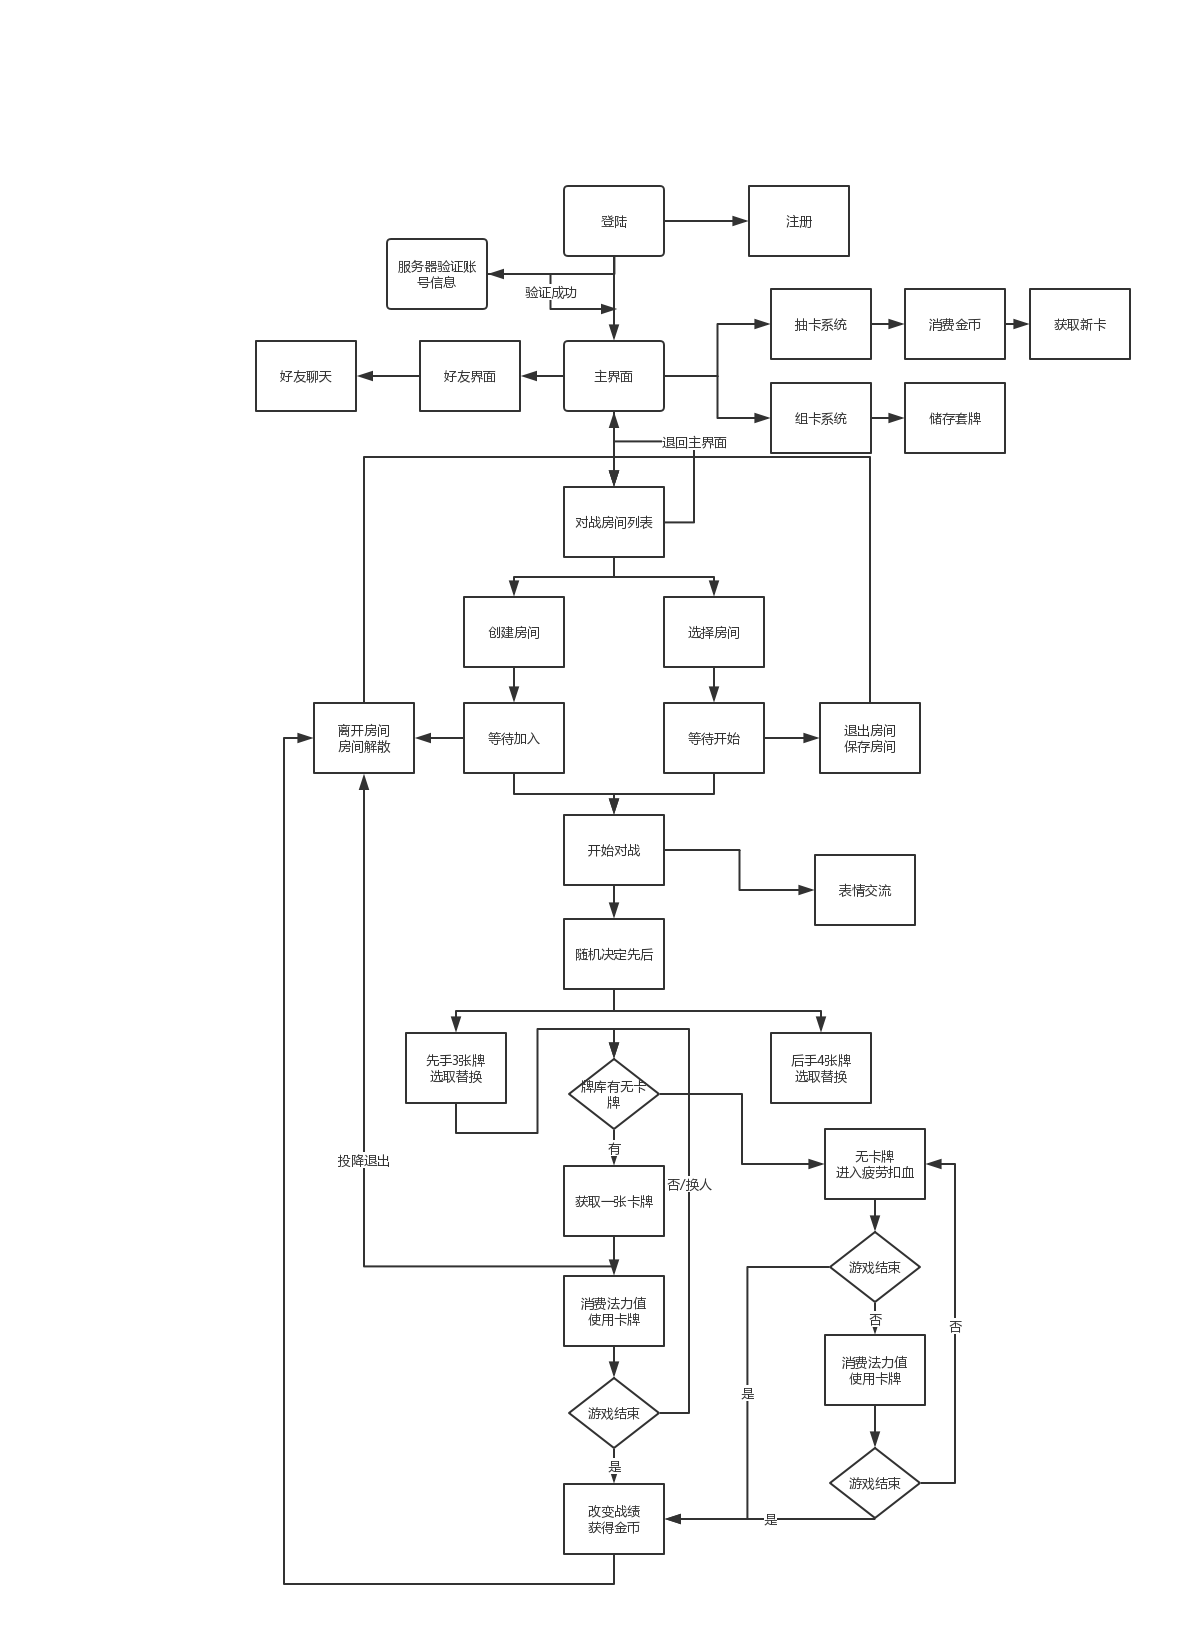 登陆
注册
服务器验证账
号信息
验证成功
抽卡系统
消费金币
获取新卡
好友聊天
好友界面
主界面
组卡系统
储存套牌
退回主界面
对战房间列表
创建房间
选择房间
离开房间
房间解散
等待加入
等待开始
退出房间
保存房间
开始对战
表情交流
随机决定先后
先手3张牌
选取替换
牌库有无卡
牌
后手4张牌
选取替换
有
投降退出
无卡牌
进入疲劳扣血
否/换人
获取一张卡牌
游戏结束
消费法力值
使用卡牌
否
否
消费法力值
使用卡牌
是
游戏结束
是
游戏结束
改变战绩
获得金币
是